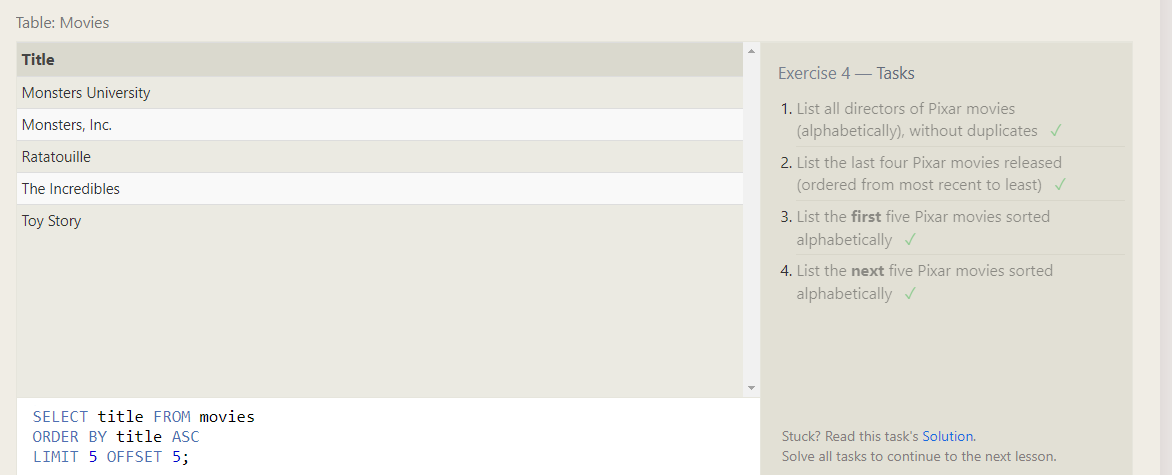 Table: Movies
Title
Monsters University
Monsters, Inc.
Ratatouille
The Incredibles
Toy Story
SELECT title FROM movies
ORDER BY title ASC
LIMIT 5 OFFSET 5;
Exercise 4 — Tasks
1. List all directors of Pixar movies
(alphabetically), without duplicates ✓
2. List the last four Pixar movies released
(ordered from most recent to least) ✓
3. List the first five Pixar movies sorted
alphabetically ✓
4. List the next five Pixar movies sorted
alphabetically ✓
Stuck? Read this task's Solution.
Solve all tasks to continue to the next lesson.